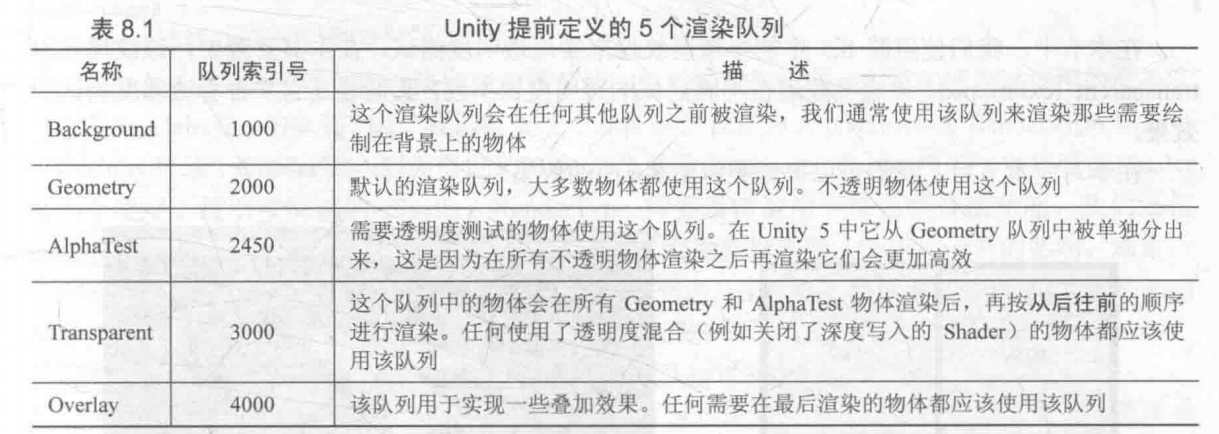 表 8.1 Unity 提前定义的 5 个渲染队列
名称 队列索引号 描 述
Background 1000 这个渲染队列会在任何其他队列之前被渲染，我们通常使用该队列来渲染那些需要绘
制在背景上的物体
Geometry 2000 默认的渲染队列，大多数物体都使用这个队列。不透明物体使用这个队列
AlphaTest 2450 需要透明度测试的物体使用这个队列。在 Unity 5 中它从 Geometry 队列中被单独分出
来，这是因为在所有不透明物体渲染之后再渲染它们会更加高效
Transparent 3000 这个队列中的物体会在所有 Geometry 和 AlphaTest 物体渲染后，再按从后往前的顺序
进行渲染。任何使用了透明度混合（例如关闭了深度写入的 Shader）的物体都应该使
用该队列
Overlay 4000 该队列用于实现一些叠加效果。任何需要在最后渲染的物体都应该使用该队列